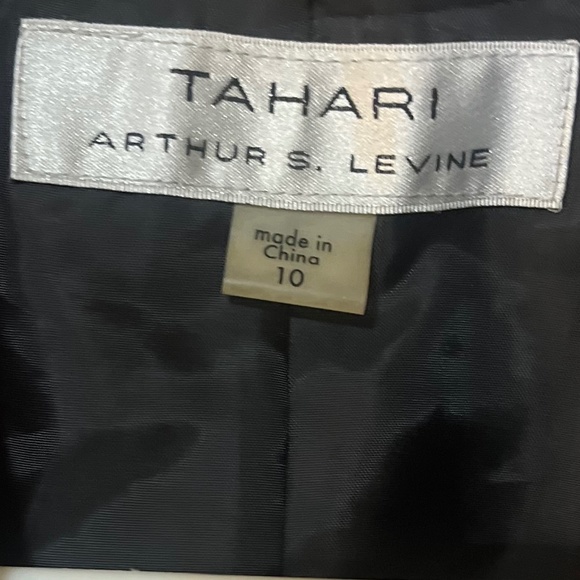 TAHARI
ARTHUR S. LEVINE
made in
China
10